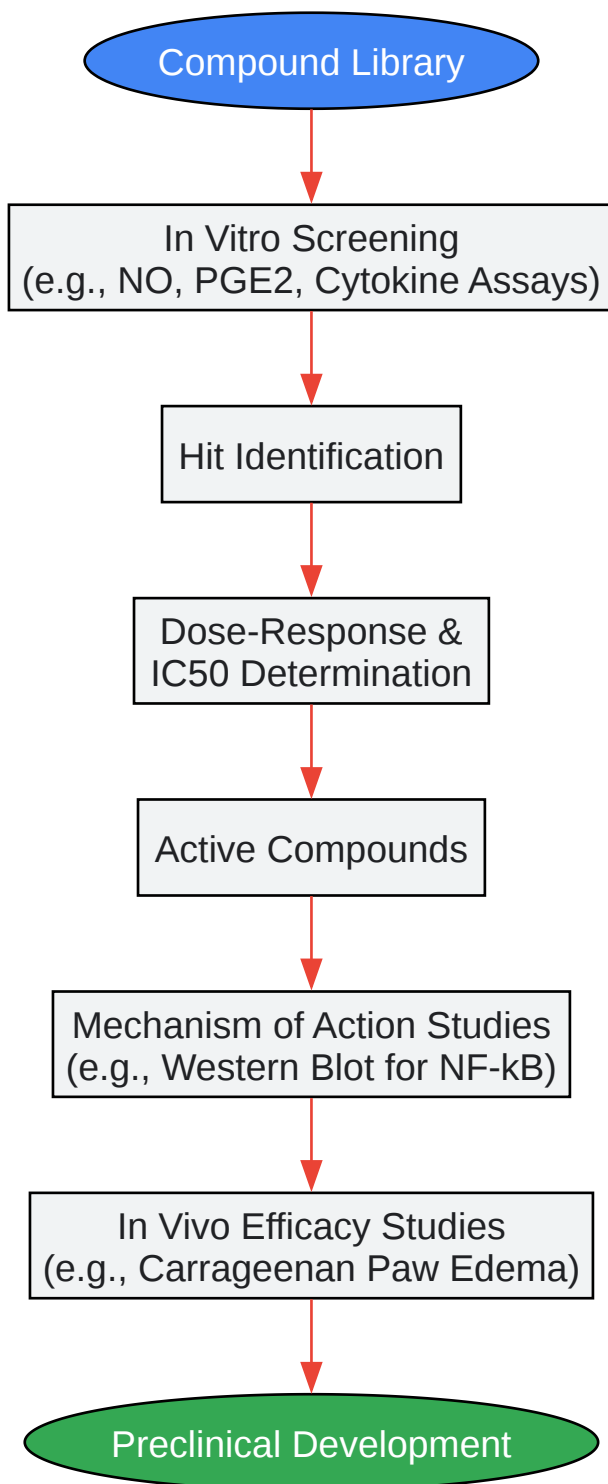 Compound Library
In Vitro Screening
(e.g., NO, PGE2, Cytokine Assays)
Hit Identification
Dose-Response &
IC50 Determination
Active Compounds
Mechanism of Action Studies
(e.g., Western Blot for NF-kB)
In Vivo Efficacy Studies
(e.g., Carrageenan Paw Edema)
Preclinical Development